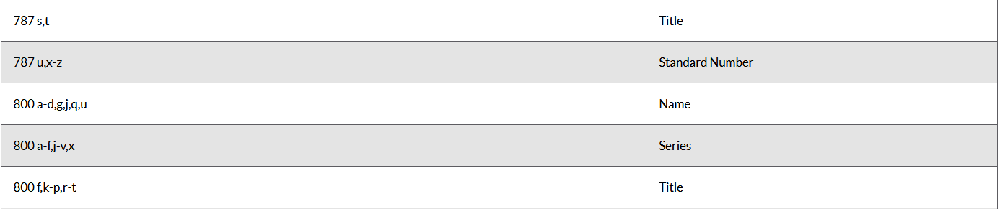 787 s,t Title
787 u,x-z Standard Number
800 a-d,g,j,q,u Name
800 a-f,j-v,x Series
800 f,k-p,r-t Title